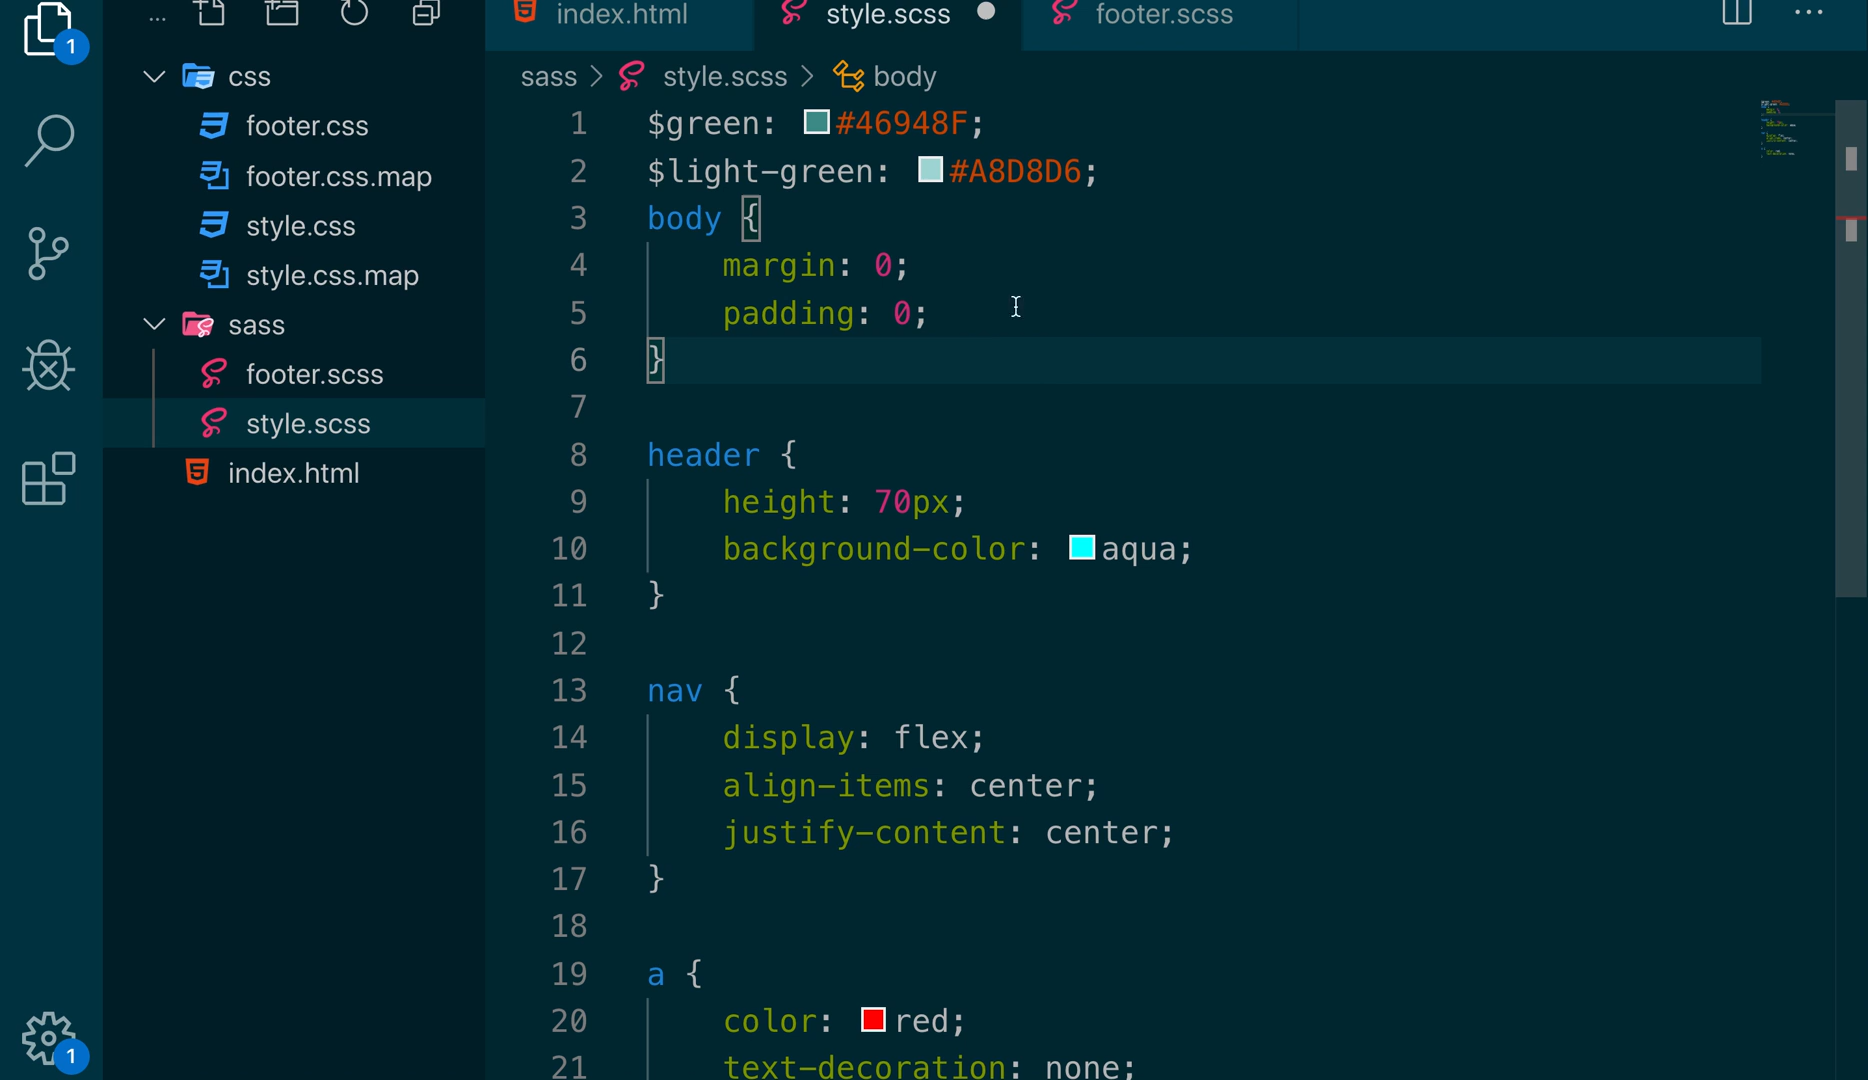 1
...
index.html
style.scss
footer.scss
...
css
footer.css
footer.css.map
style.css
style.css.map
sass
footer.scss
style.scss
index.html
1
sass > style.scss > body
1 $green: #46948F;
2 $light-green: #A8D8D6;
3 body {
4 margin: 0;
5 padding: 0;
6 }
7
8 header {
9 height: 70px;
10 background-color: aqua;
11 }
12
13 nav {
14 display: flex;
15 align-items: center;
16 justify-content: center;
17 }
18
19 a {
20 color: red;
21 text-decoration: none;